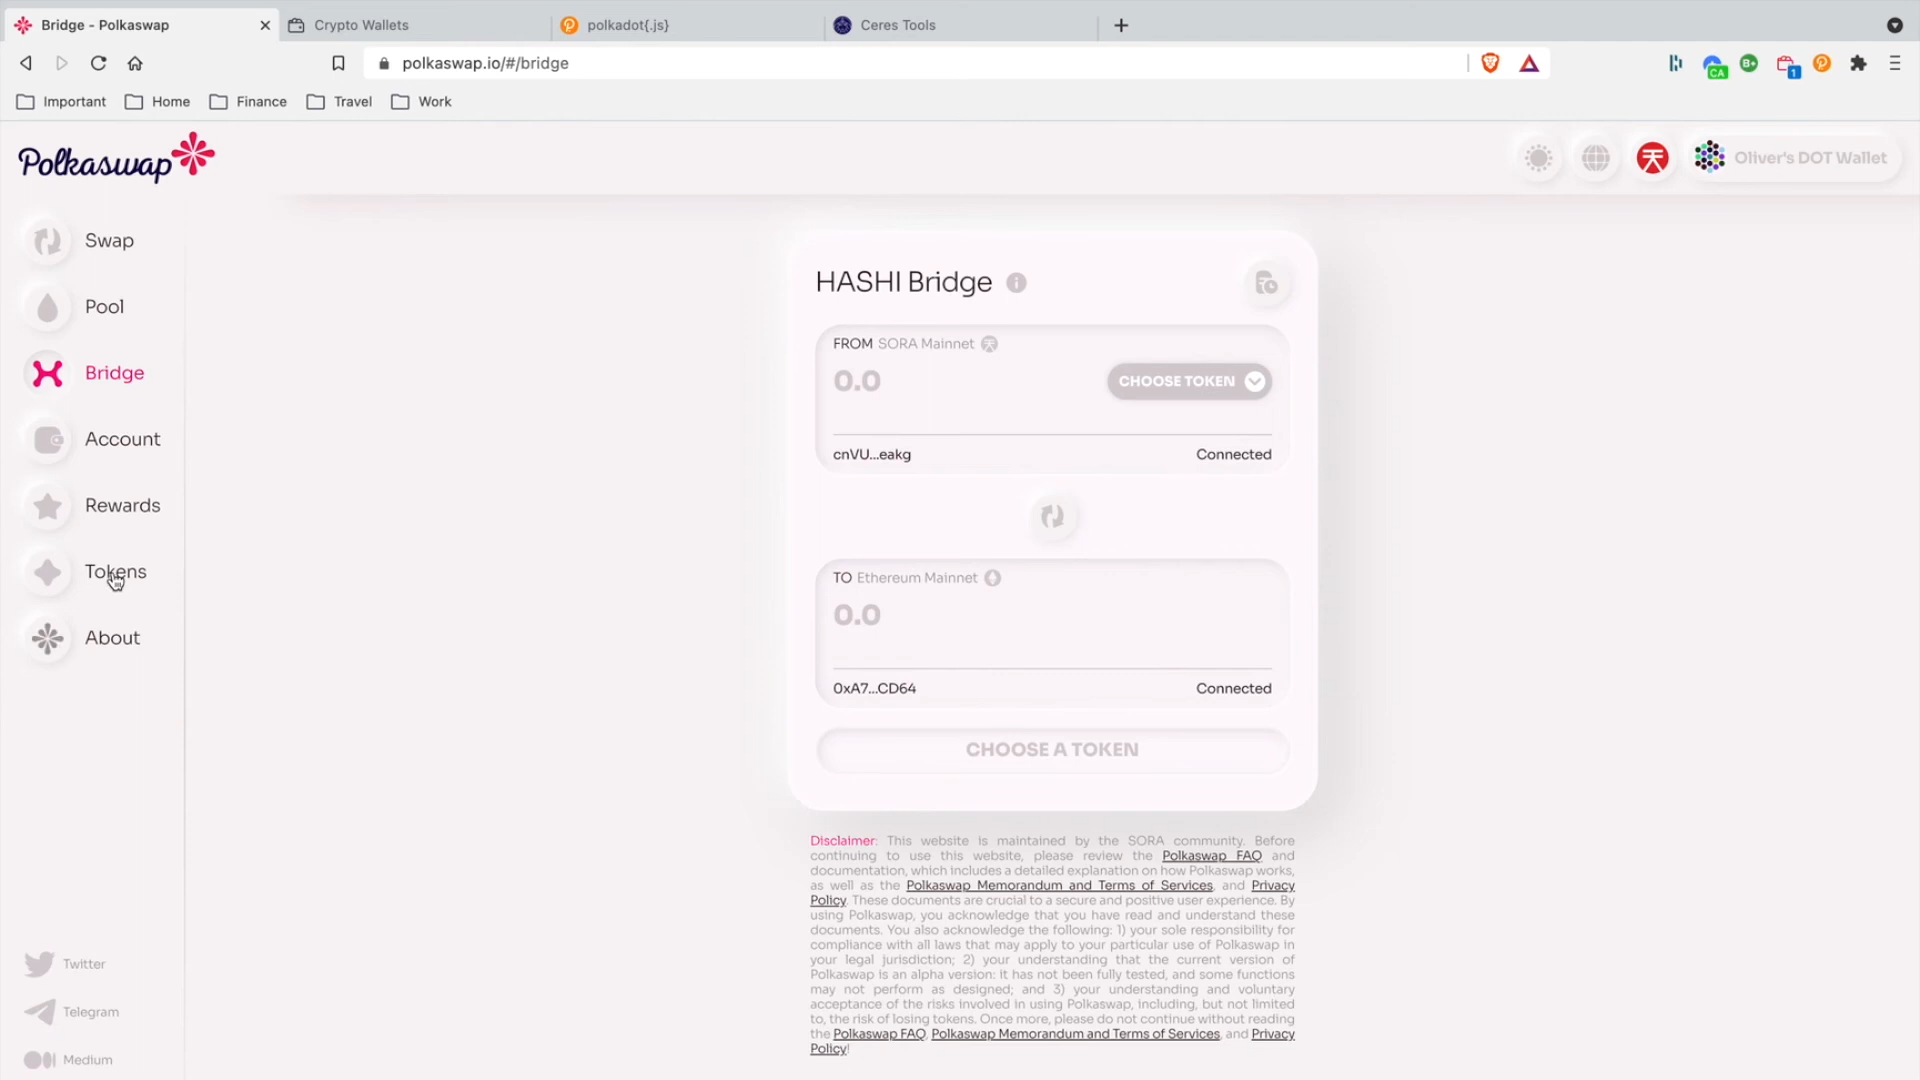 Bridge - Polkaswap
Crypto Wallets
polkadot{.js}
Ceres Tools
polkaswap.io/#/bridge
CA
B+
1
Important
Home
Finance
Travel
Work
Polkaswap
Oliver's DOT Wallet
Swap
Pool
Bridge
Account
Rewards
Tokens
About
Twitter
Telegram
Medium
HASHI Bridge
FROM SORA Mainnet
0.0
CHOOSE TOKEN
cnVU...eakg
Connected
TO Ethereum Mainnet
0.0
0xA7...CD64
Connected
CHOOSE A TOKEN
Disclaimer: This website is maintained by the SORA community. Before
continuing to use this website, please review the Polkaswap FAQ and
documentation, which includes a detailed explanation on how Polkaswap works,
as well as the Polkaswap Memorandum and Terms of Services, and Privacy
Policy. These documents are crucial to a secure and positive user experience. By
using Polkaswap, you acknowledge that you have read and understand these
documents. You also acknowledge the following: 1) your sole responsibility for
compliance with all laws that may apply to your particular use of Polkaswap in
your legal jurisdiction; 2) your understanding that the current version of
Polkaswap is an alpha version: it has not been fully tested, and some functions
may not perform as designed; and 3) your understanding and voluntary
acceptance of the risks involved in using Polkaswap, including, but not limited
to, the risk of losing tokens. Once more, please do not continue without reading
the Polkaswap FAQ, Polkaswap Memorandum and Terms of Services, and Privacy
Policy!